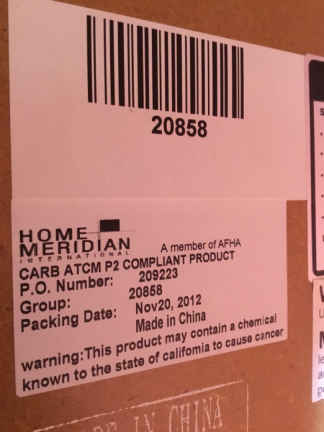 20858
HOME
MERIDIAN
INTERNATIONAL
A member of AFHA
CARB ATCM P2 COMPLIANT PRODUCT
P.O. Number: 209223
Group: 20858
Packing Date: Nov20, 2012
Made in China
warning:This product may contain a chemical
known to the state of california to cause cancer
IN CHINA